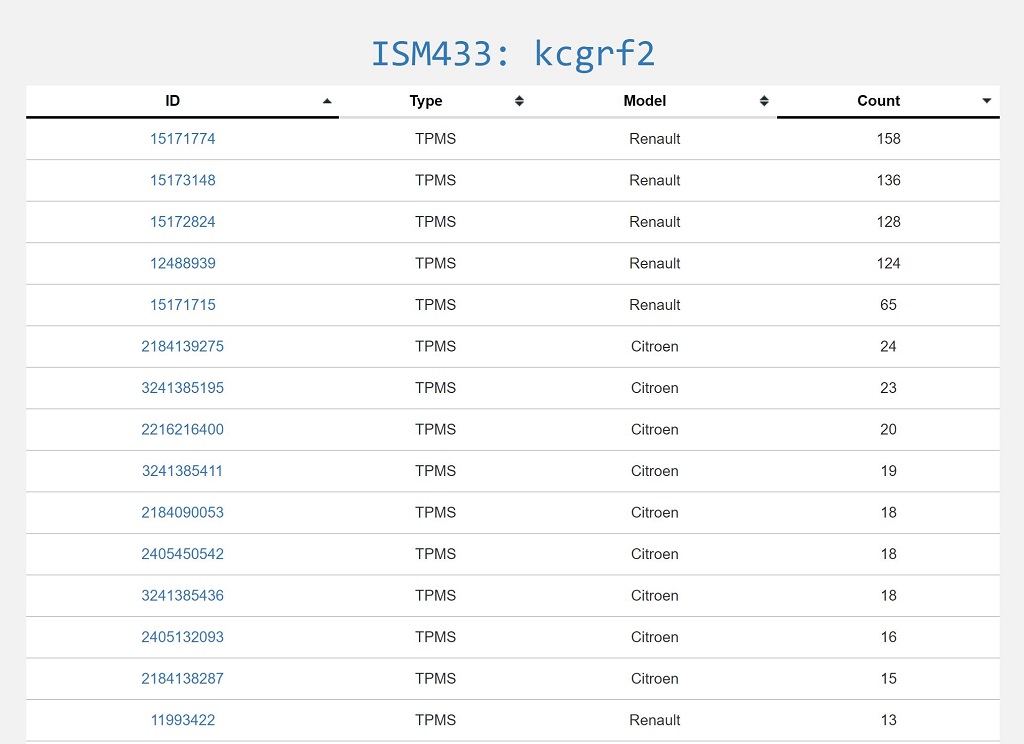 ISM433: kcgrf2
ID Type Model Count
15171774 TPMS Renault 158
15173148 TPMS Renault 136
15172824 TPMS Renault 128
12488939 TPMS Renault 124
15171715 TPMS Renault 65
2184139275 TPMS Citroen 24
3241385195 TPMS Citroen 23
2216216400 TPMS Citroen 20
3241385411 TPMS Citroen 19
2184090053 TPMS Citroen 18
2405450542 TPMS Citroen 18
3241385436 TPMS Citroen 18
2405132093 TPMS Citroen 16
2184138287 TPMS Citroen 15
11993422 TPMS Renault 13